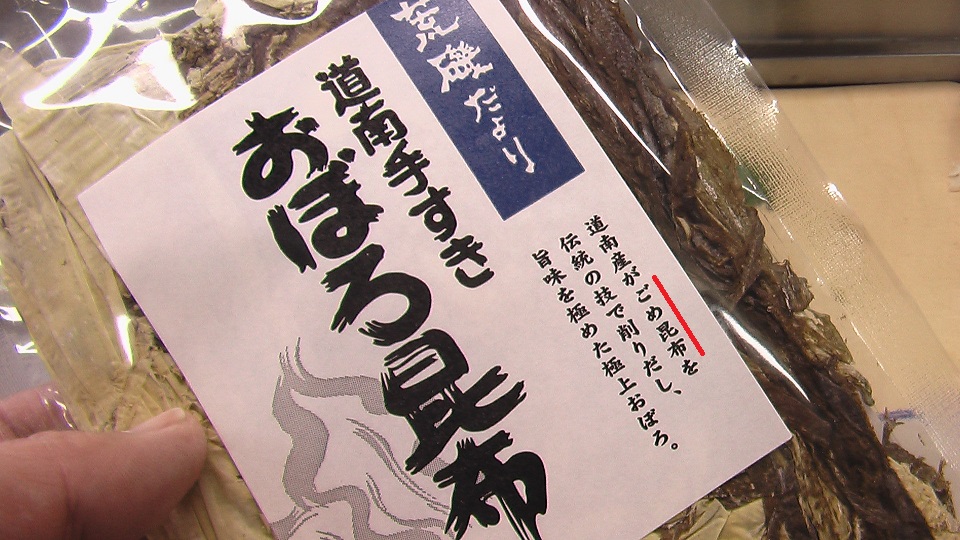 荒磯だより
道南手すき
おぼろ昆布
道南産がごめ昆布を
伝統の技で削りだし、
旨味を極めた極上おぼろ。